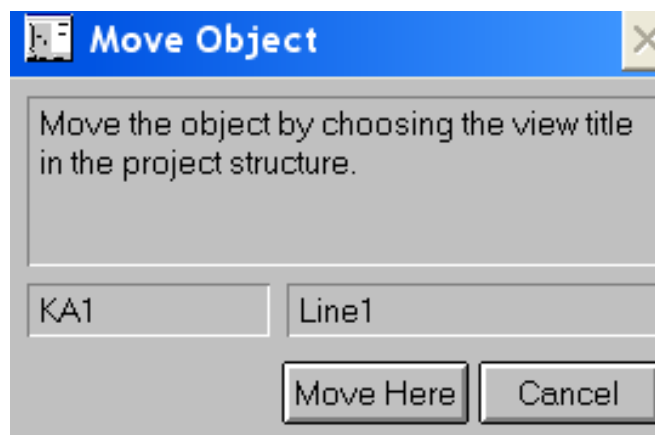 Move Object
Move the object by choosing the view title
in the project structure.
KA1
Line1
Move Here
Cancel